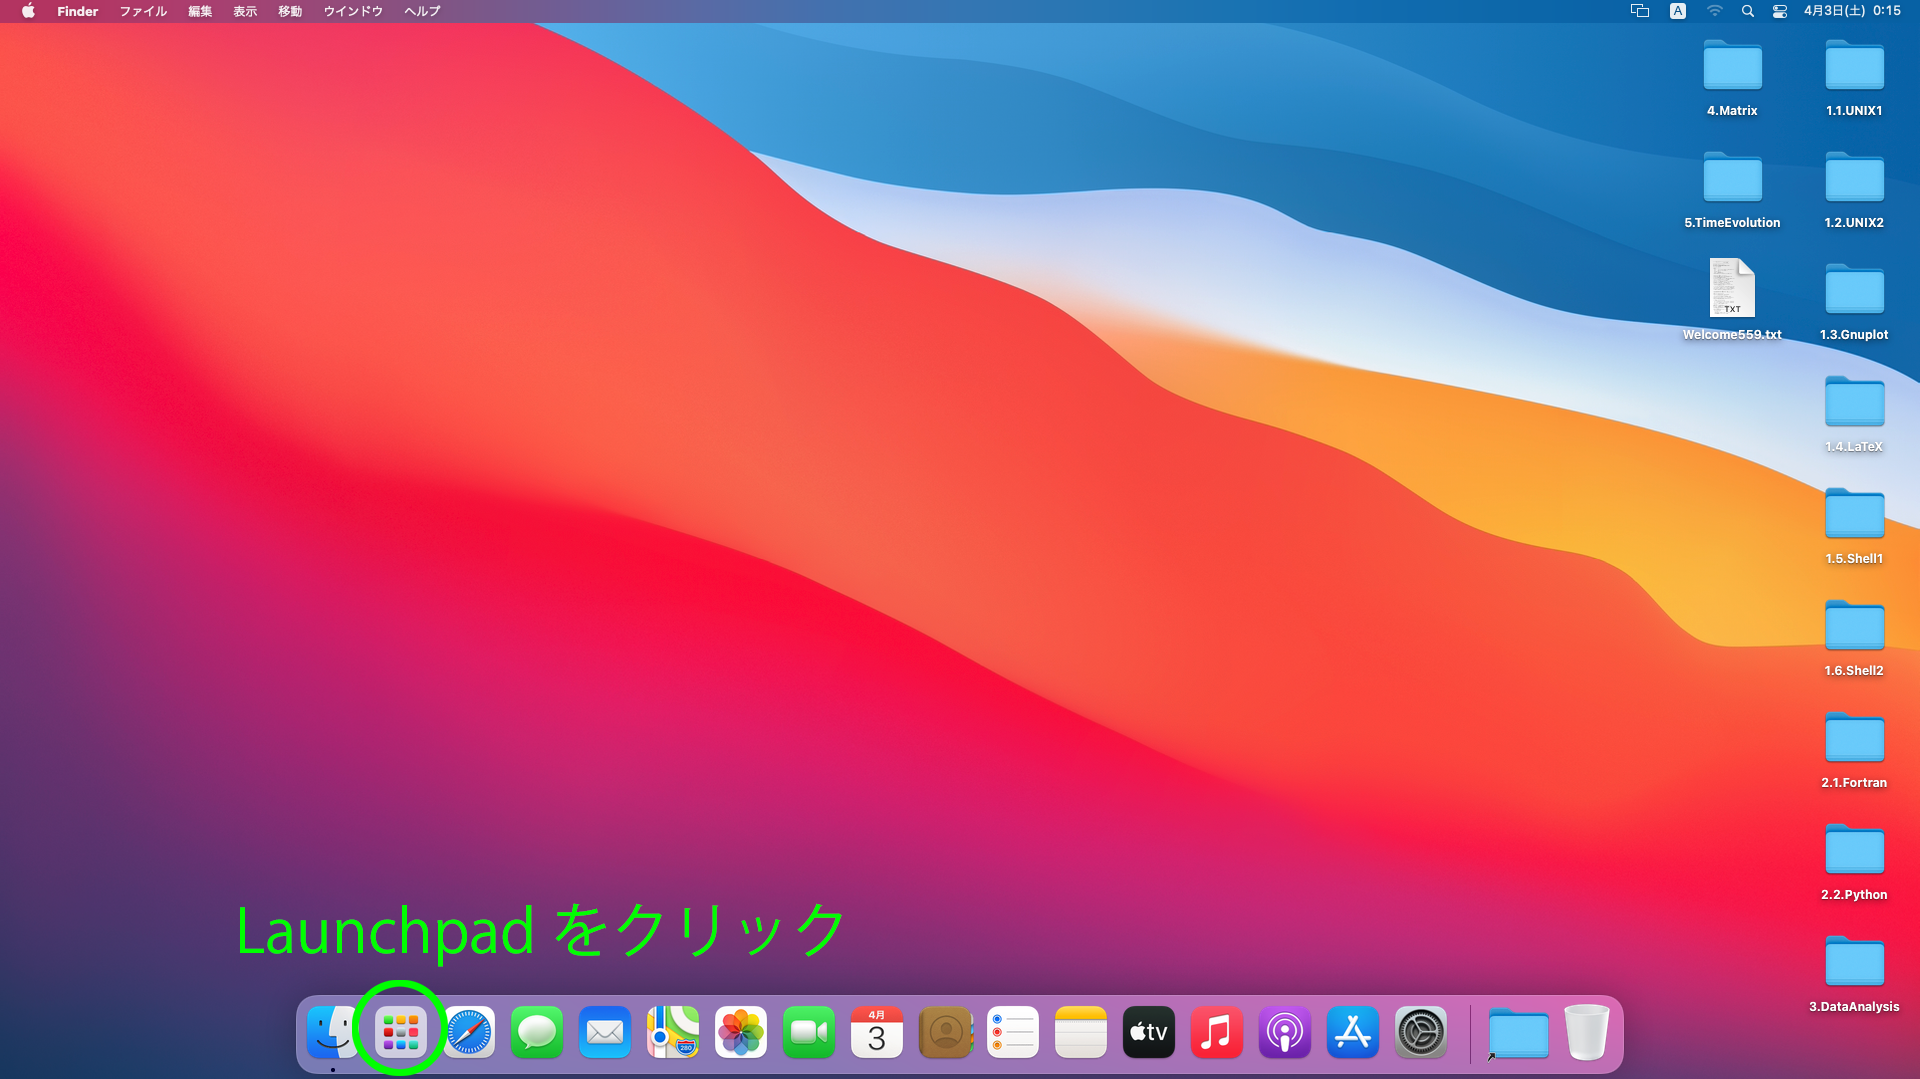 Finder ファイル 編集 表示 移動 ウインドウ ヘルプ A 4月3日(土) 0:15
4.Matrix 1.1.UNIX1
5.TimeEvolution 1.2.UNIX2
TXT
Welcome559.txt 1.3.Gnuplot
1.4.LaTeX
1.5.Shell1
1.6.Shell2
2.1.Fortran
2.2.Python
3.DataAnalysis
Launchpad をクリック
4月
3
tv
280